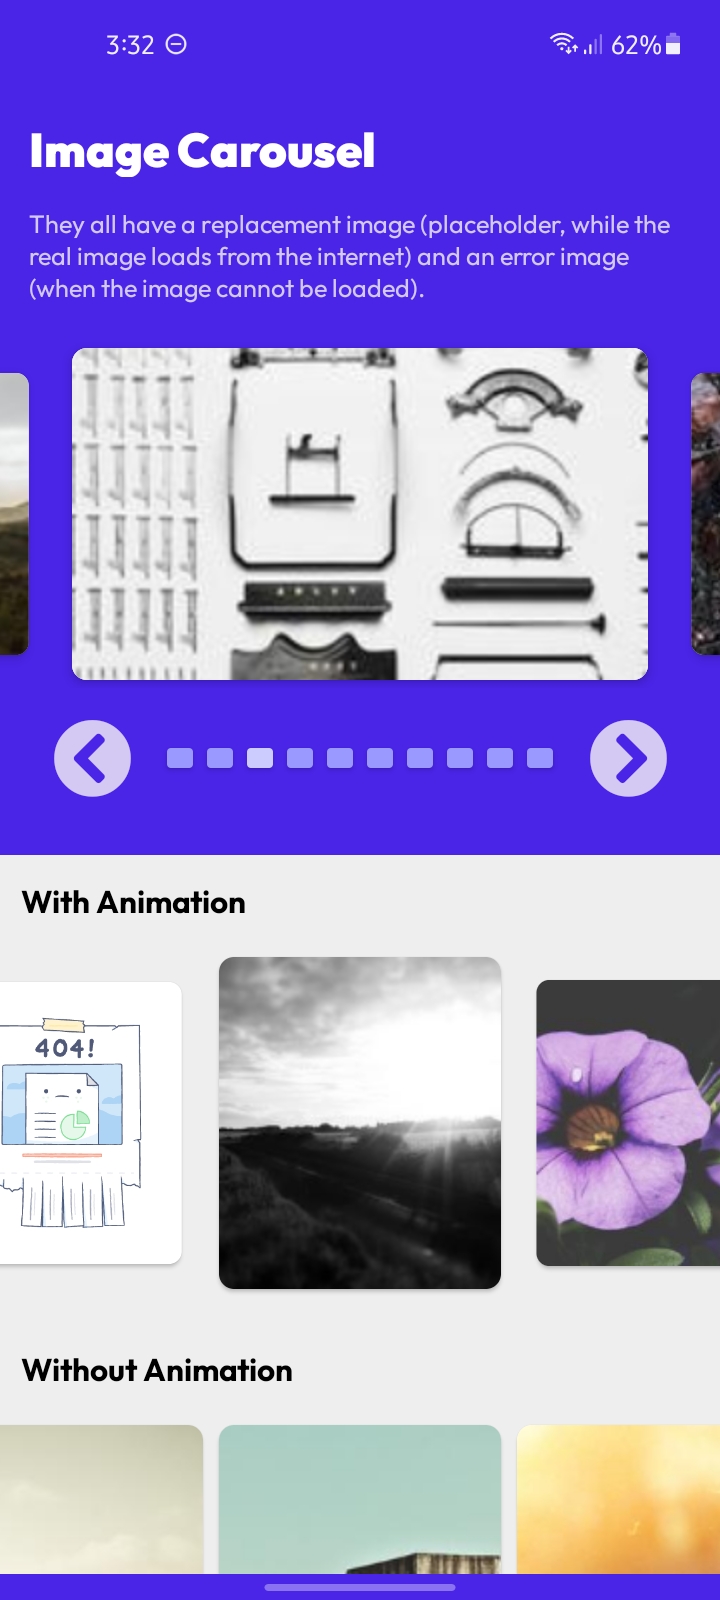 3:32
62%
Image Carousel
They all have a replacement image (placeholder, while the
real image loads from the internet) and an error image
(when the image cannot be loaded).
With Animation
404!
Without Animation